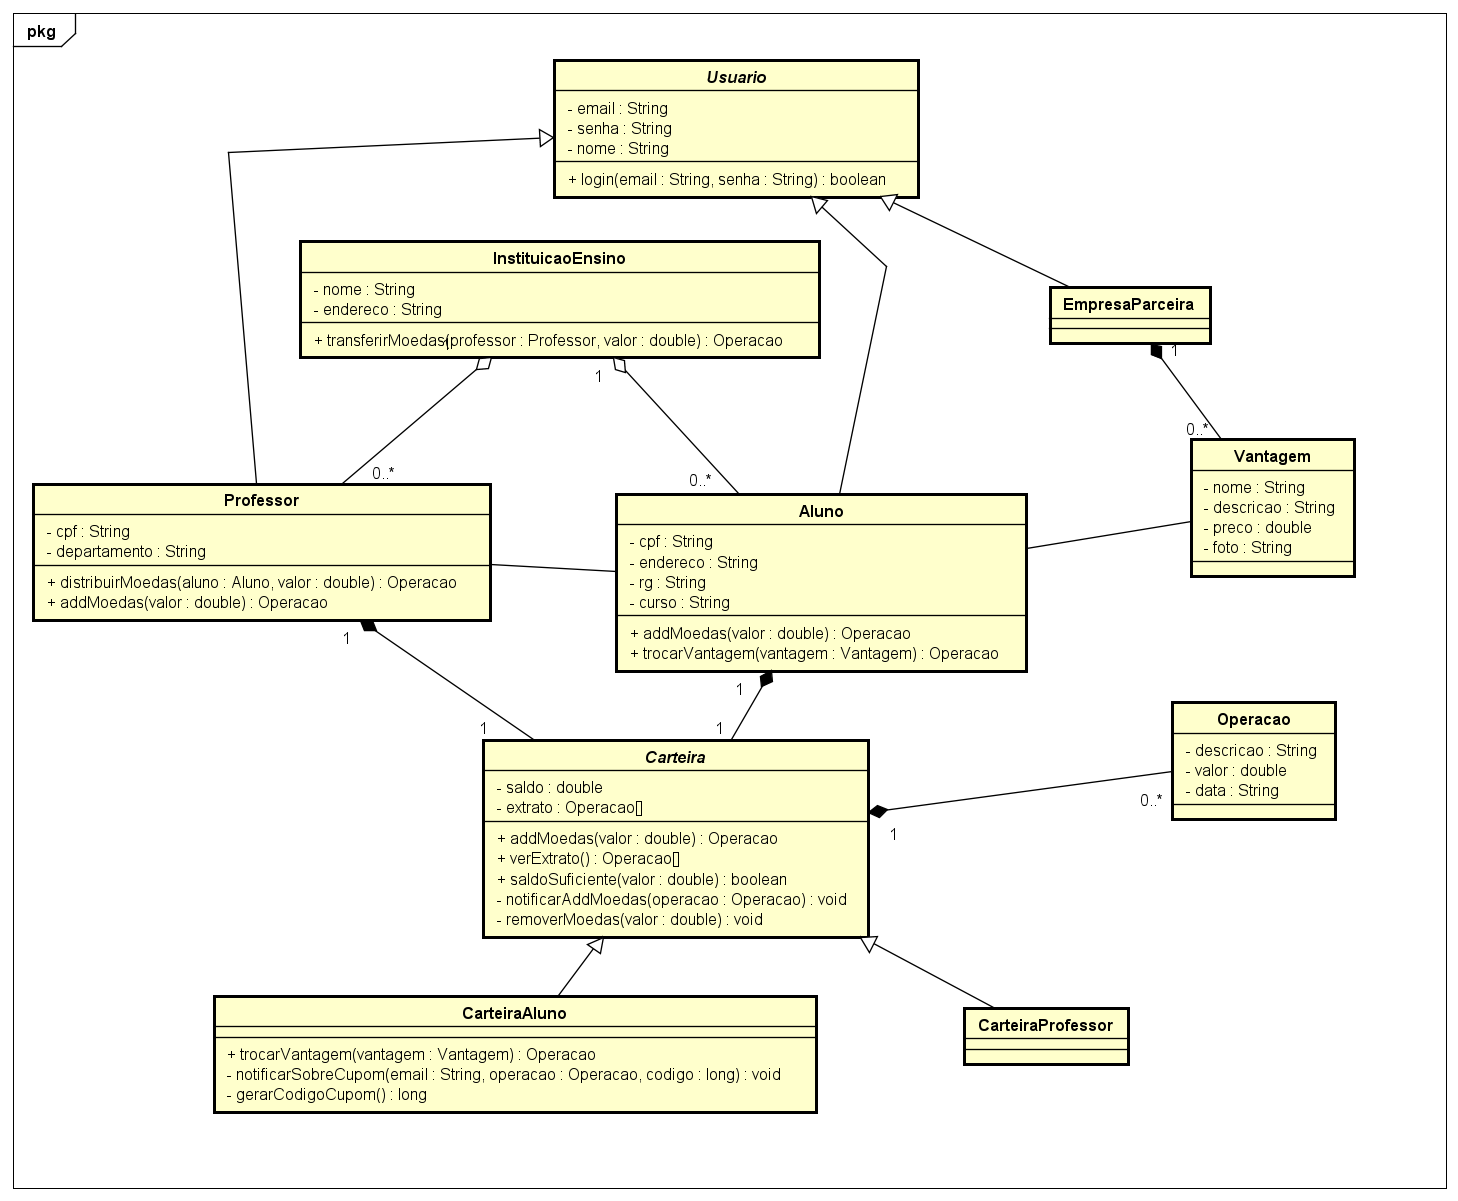 pkg
Usuario
- email : String
- senha : String
- nome : String
+ login(email : String, senha : String) : boolean
InstituicaoEnsino
- nome : String
- endereco : String
+ transferirMoedas(professor : Professor, valor : double) : Operacao
1
1
EmpresaParceira
1
0..*
Vantagem
- nome : String
- descricao : String
- preco : double
- foto : String
0..*
0..*
Professor
- cpf : String
- departamento : String
+ distribuirMoedas(aluno : Aluno, valor : double) : Operacao
+ addMoedas(valor : double) : Operacao
Aluno
- cpf : String
- endereco : String
- rg : String
- curso : String
+ addMoedas(valor : double) : Operacao
+ trocarVantagem(vantagem : Vantagem) : Operacao
1
1
1
1
Operacao
- descricao : String
- valor : double
- data : String
0..*
1
Carteira
- saldo : double
- extrato : Operacao[]
+ addMoedas(valor : double) : Operacao
+ verExtrato() : Operacao[]
+ saldoSuficiente(valor : double) : boolean
- notificarAddMoedas(operacao : Operacao) : void
- removerMoedas(valor : double) : void
CarteiraAluno
+ trocarVantagem(vantagem : Vantagem) : Operacao
- notificarSobreCupom(email : String, operacao : Operacao, codigo : long) : void
- gerarCodigoCupom() : long
CarteiraProfessor